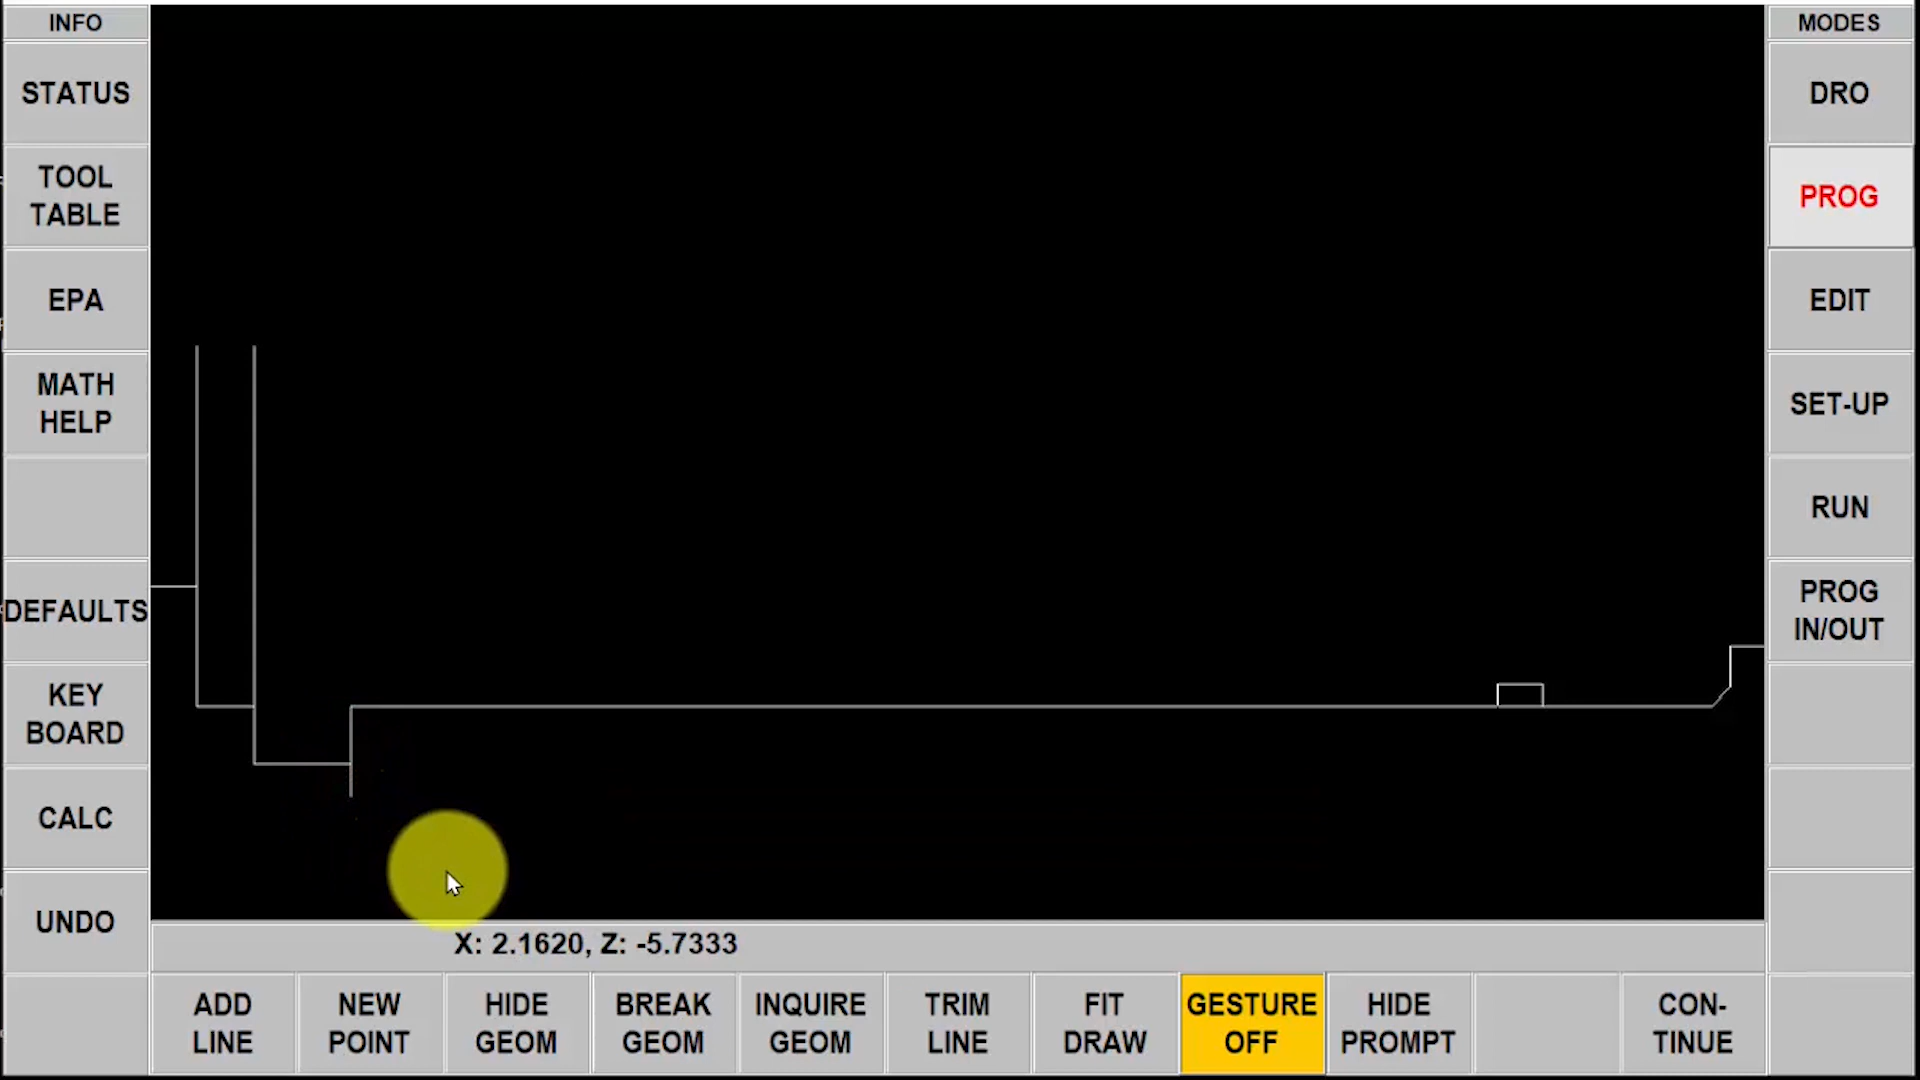 INFO
STATUS
TOOL
TABLE
EPA
MATH
HELP
DEFAULTS
KEY
BOARD
CALC
UNDO
MODES
DRO
PROG
EDIT
SET-UP
RUN
PROG
IN/OUT
X: 2.1620, Z: -5.7333
ADD
LINE
NEW
POINT
HIDE
GEOM
BREAK
GEOM
INQUIRE
GEOM
TRIM
LINE
FIT
DRAW
GESTURE
OFF
HIDE
PROMPT
CON-
TINUE